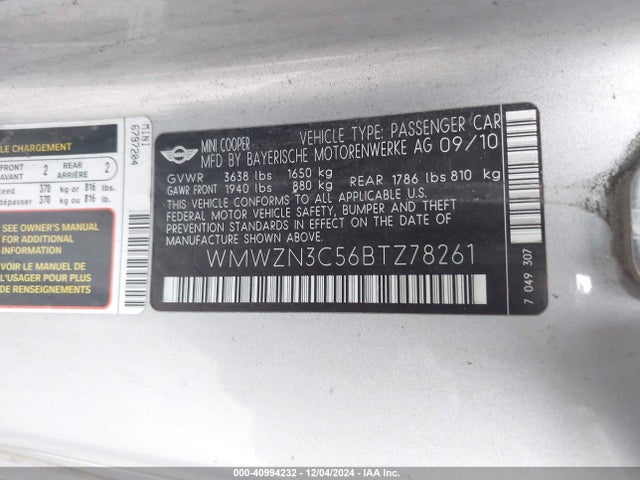 LE CHARGEMENT
FRONT 2 REAR 2
AVANT ARRIÈRE
ceed 370 kg or 816 lbs.
dépasser 370 kg ou 816 lb.
SEE OWNER'S MANUAL
FOR ADDITIONAL
INFORMATION
VOIR LE MANUEL DE
L'USAGER POUR PLUS
DE RENSEIGNEMENTS
MINI
6797204
MINI COOPER VEHICLE TYPE: PASSENGER CAR
MFD BY BAYERISCHE MOTORENWERKE AG 09/10
GVWR 3638 lbs 1650 kg
GAWR FRONT 1940 lbs 880 kg REAR 1786 lbs 810 kg
THIS VEHICLE CONFORMS TO ALL APPLICABLE U.S.
FEDERAL MOTOR VEHICLE SAFETY, BUMPER AND THEFT
PREVENTION STANDARDS IN EFFECT ON THE DATE OF
MANUFACTURE SHOWN ABOVE:
WMWZN3C56BTZ78261
7 049 307
000-40994232 - 12/04/2024 - IAA Inc.